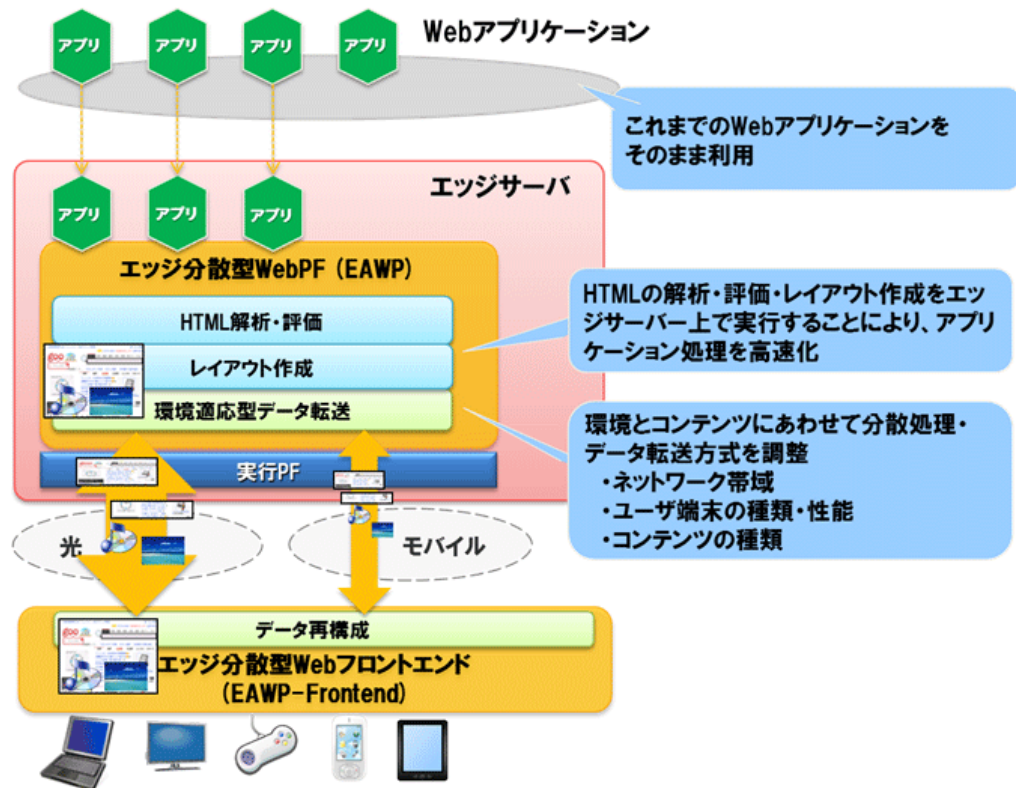 アプリ
アプリ
アプリ
アプリ
Webアプリケーション
これまでのWebアプリケーションを
そのまま利用
エッジサーバ
アプリ
アプリ
アプリ
エッジ分散型WebPF (EAWP)
HTML解析・評価
レイアウト作成
環境適応型データ転送
実行PF
HTMLの解析・評価・レイアウト作成をエッ
ジサーバー上で実行することにより、アプリ
ケーション処理を高速化
環境とコンテンツにあわせて分散処理・
データ転送方式を調整
・ネットワーク帯域
・ユーザ端末の種類・性能
・コンテンツの種類
光
モバイル
データ再構成
エッジ分散型Webフロントエンド
(EAWP-Frontend)